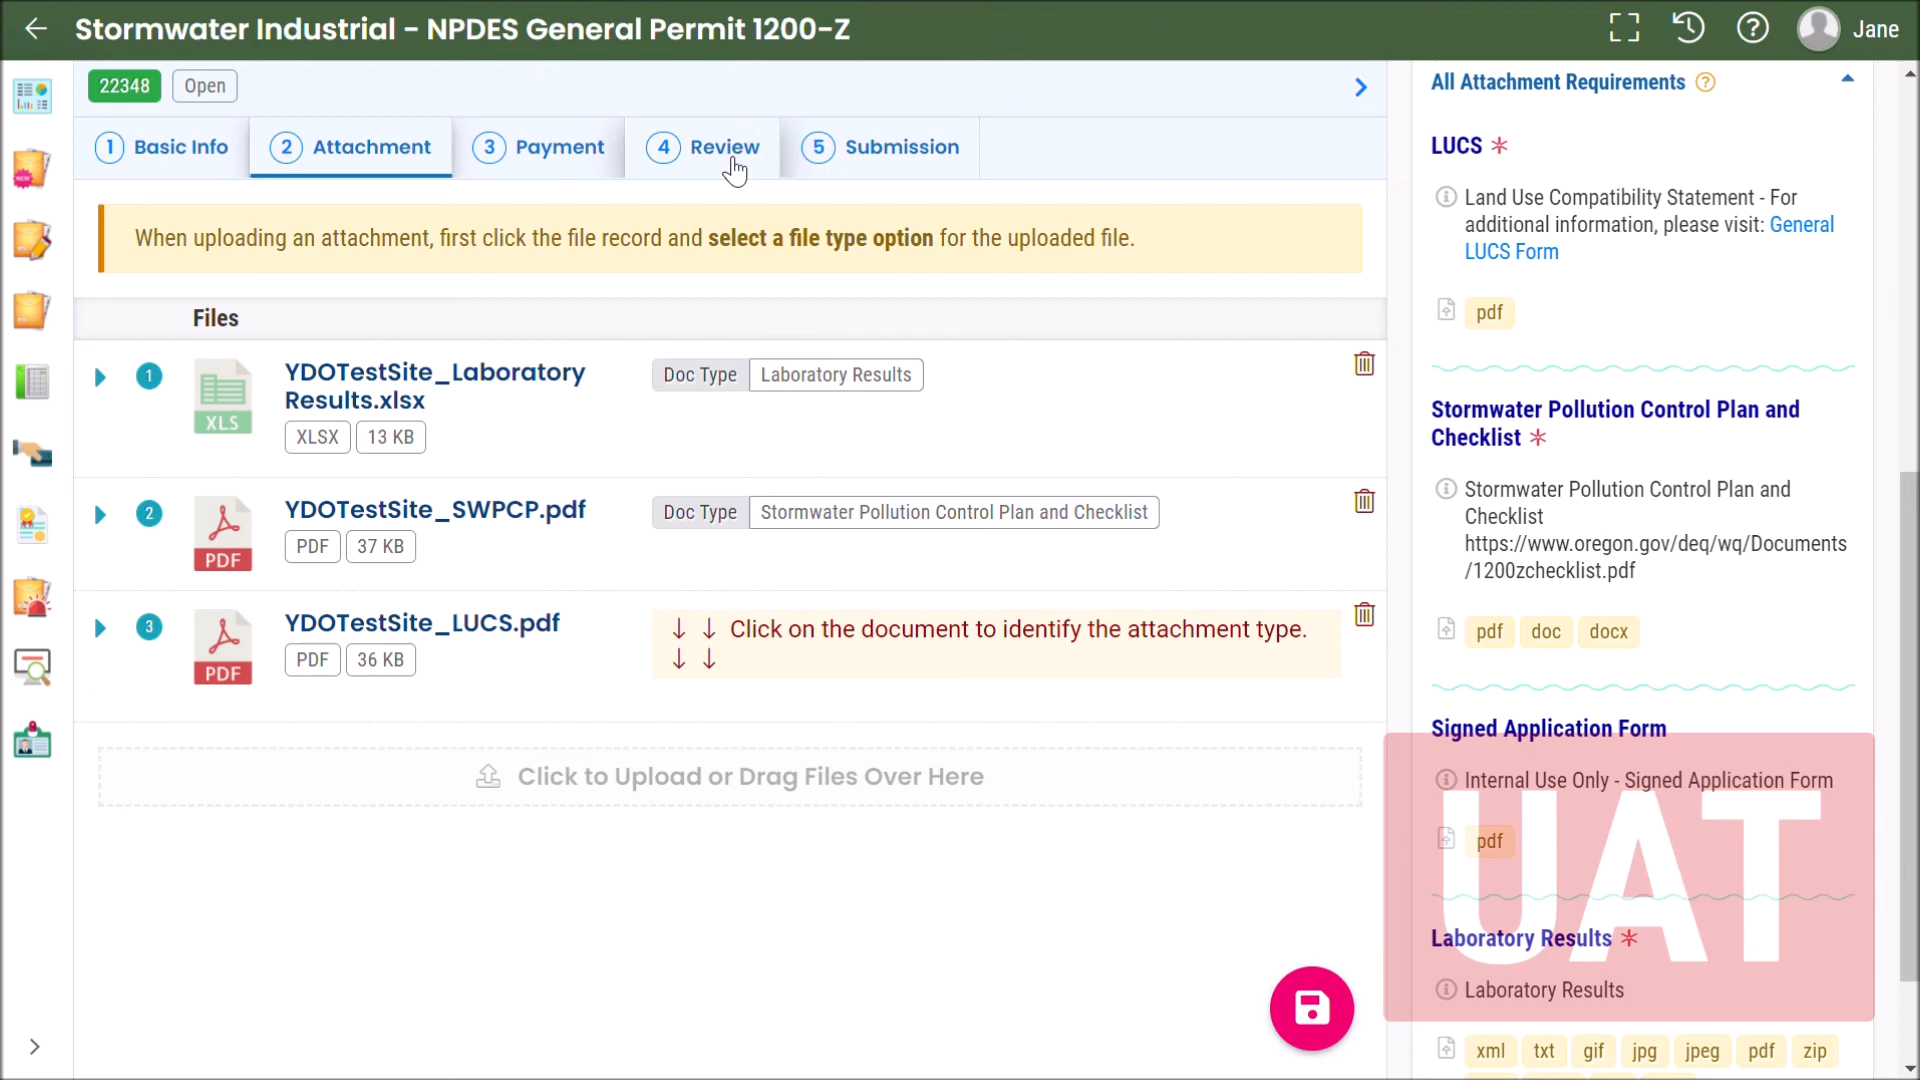 Stormwater Industrial - NPDES General Permit 1200-Z
Jane
22348
Open
1 Basic Info
2 Attachment
3 Payment
4 Review
5 Submission
When uploading an attachment, first click the file record and select a file type option for the uploaded file.
Files
1
XLS
YDOTestSite_Laboratory
Results.xlsx
XLSX
13 KB
Doc Type
Laboratory Results
2
PDF
YDOTestSite_SWPCP.pdf
PDF
37 KB
Doc Type
Stormwater Pollution Control Plan and Checklist
3
PDF
YDOTestSite_LUCS.pdf
PDF
36 KB
↓ ↓ Click on the document to identify the attachment type.
↓ ↓
Click to Upload or Drag Files Over Here
NEW
All Attachment Requirements
LUCS *
Land Use Compatibility Statement - For
additional information, please visit: General
LUCS Form
pdf
Stormwater Pollution Control Plan and
Checklist *
Stormwater Pollution Control Plan and
Checklist
https://www.oregon.gov/deq/wq/Documents
/1200zchecklist.pdf
pdf doc docx
Signed Application Form
Internal Use Only - Signed Application Form
pdf
UAT
Laboratory Results *
Laboratory Results
xml txt gif jpg jpeg pdf zip